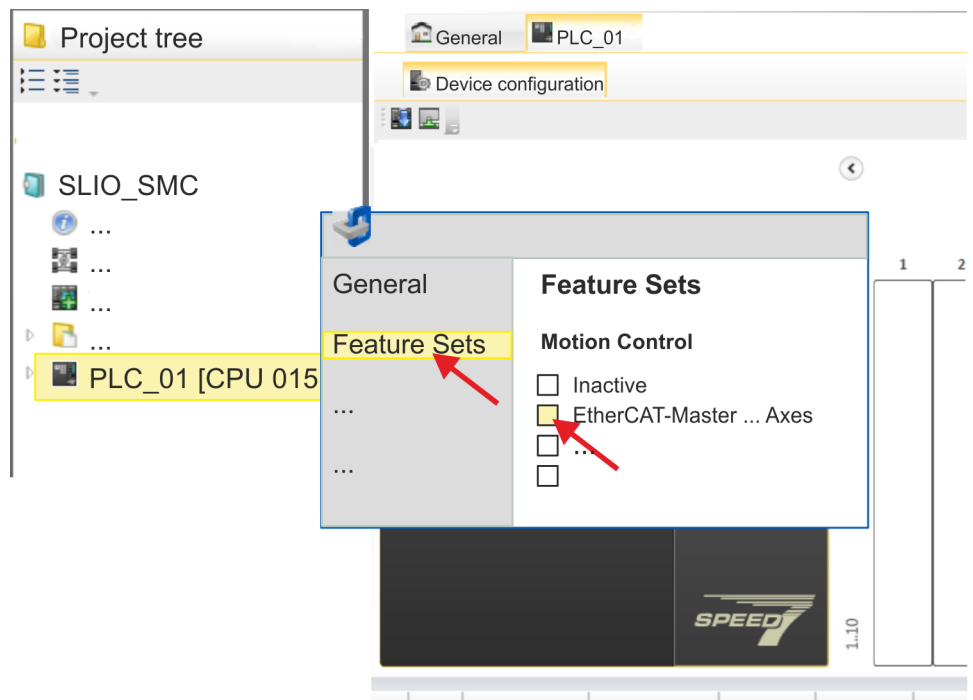 Project tree
SLIO_SMC
...
...
...
...
PLC_01 [CPU 015
General
PLC_01
Device configuration
General
Feature Sets
...
...
Feature Sets
Motion Control
Inactive
EtherCAT-Master ... Axes
...
1
2
SPEED7
1..10